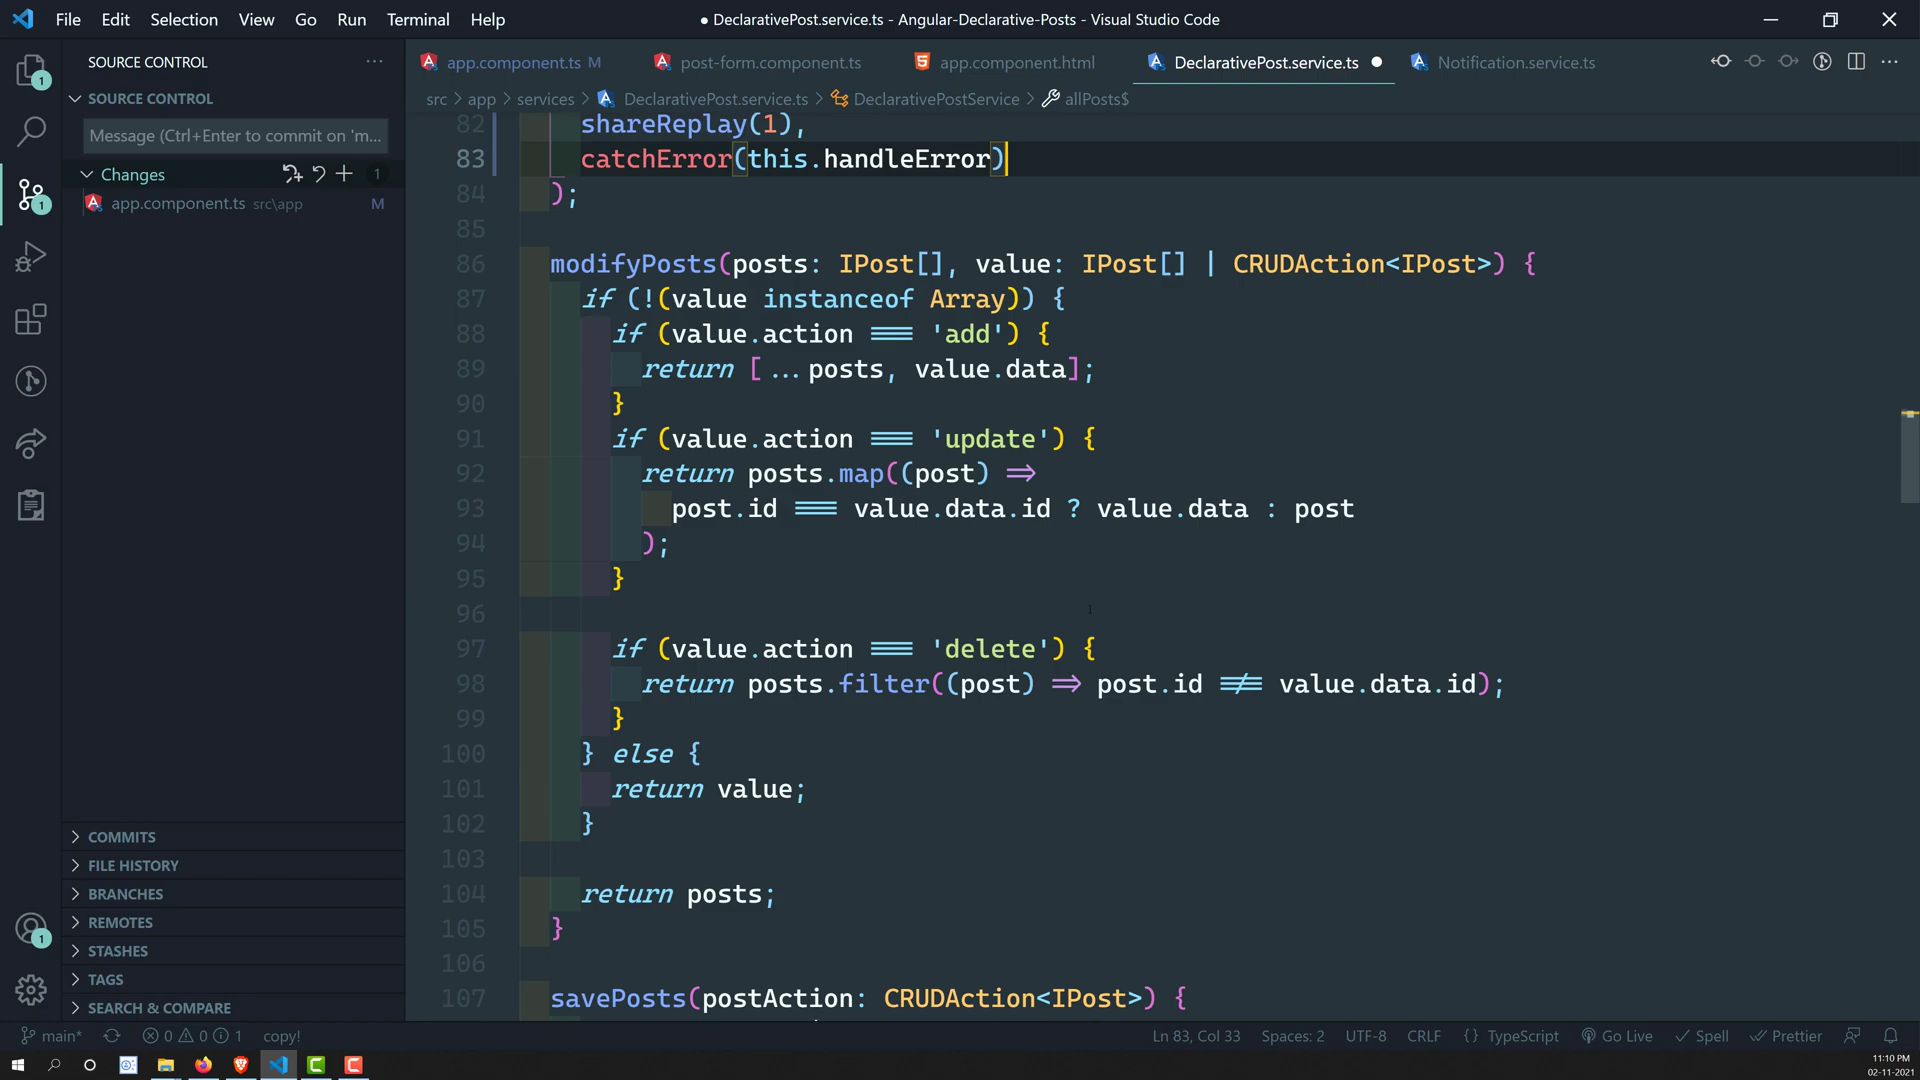 File Edit Selection View Go Run Terminal Help
● DeclarativePost.service.ts - Angular-Declarative-Posts - Visual Studio Code
SOURCE CONTROL
SOURCE CONTROL
Message (Ctrl+Enter to commit on 'm...
Changes 1
app.component.ts src\app M
COMMITS
FILE HISTORY
BRANCHES
REMOTES
STASHES
TAGS
SEARCH & COMPARE
1
1
1
app.component.ts M
post-form.component.ts
app.component.html
DeclarativePost.service.ts
Notification.service.ts
src > app > services > DeclarativePost.service.ts > DeclarativePostService > allPosts$
82 shareReplay(1),
83 catchError(this.handleError)
84 );
85
86 modifyPosts(posts: IPost[], value: IPost[] | CRUDAction<IPost>) {
87 if (!(value instanceof Array)) {
88 if (value.action === 'add') {
89 return [...posts, value.data];
90 }
91 if (value.action === 'update') {
92 return posts.map((post) =>
93 post.id === value.data.id ? value.data : post
94 );
95 }
96
97 if (value.action === 'delete') {
98 return posts.filter((post) => post.id !== value.data.id);
99 }
100 } else {
101 return value;
102 }
103
104 return posts;
105 }
106
107 savePosts(postAction: CRUDAction<IPost>) {
main* 0 0 1 copy!
Ln 83, Col 33 Spaces: 2 UTF-8 CRLF {} TypeScript Go Live Spell Prettier
11:10 PM
02-11-2021